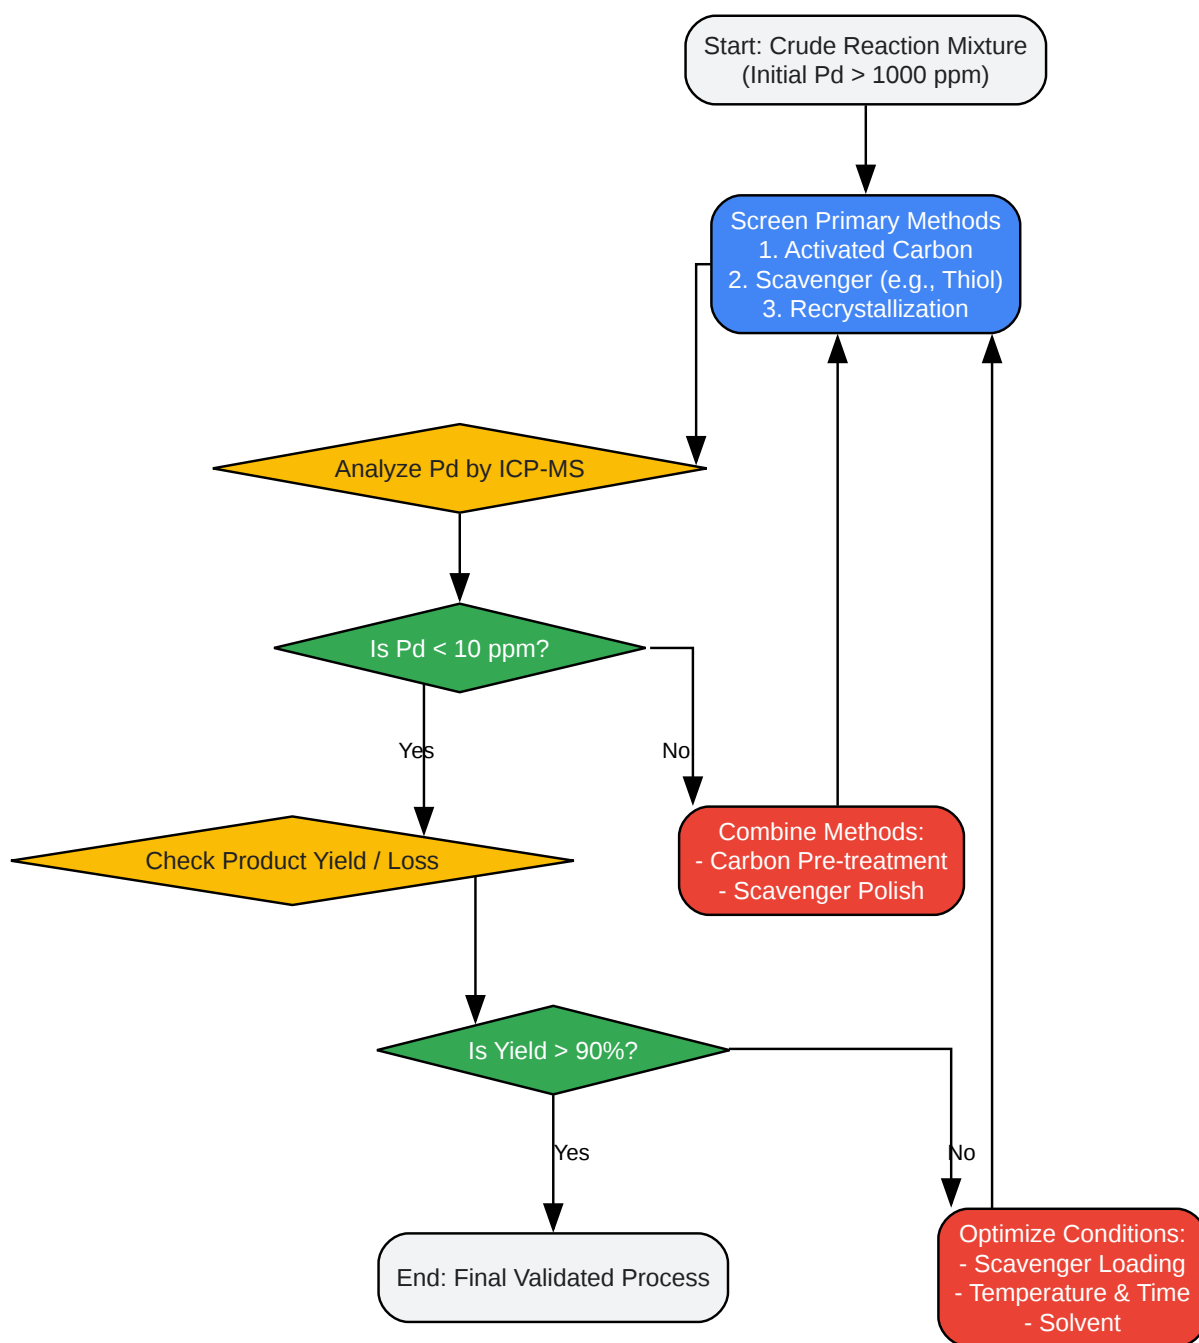 Start: Crude Reaction Mixture
(Initial Pd > 1000 ppm)
Screen Primary Methods
1. Activated Carbon
2. Scavenger (e.g., Thiol)
3. Recrystallization
Analyze Pd by ICP-MS
Is Pd < 10 ppm?
Yes
No
Combine Methods:
- Carbon Pre-treatment
- Scavenger Polish
Check Product Yield / Loss
Is Yield > 90%?
Yes
No
End: Final Validated Process
Optimize Conditions:
- Scavenger Loading
- Temperature & Time
- Solvent